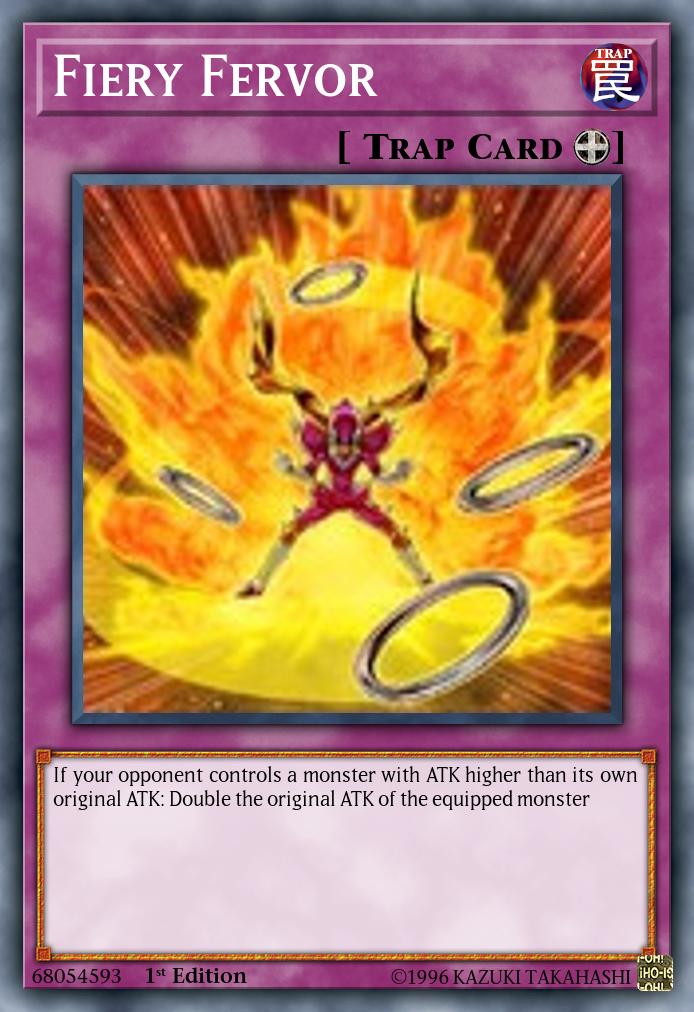 Fiery Fervor
TRAP
罠
[ Trap Card ]
If your opponent controls a monster with ATK higher than its own
original ATK: Double the original ATK of the equipped monster
68054593 1st Edition ©1996 KAZUKI TAKAHASHI